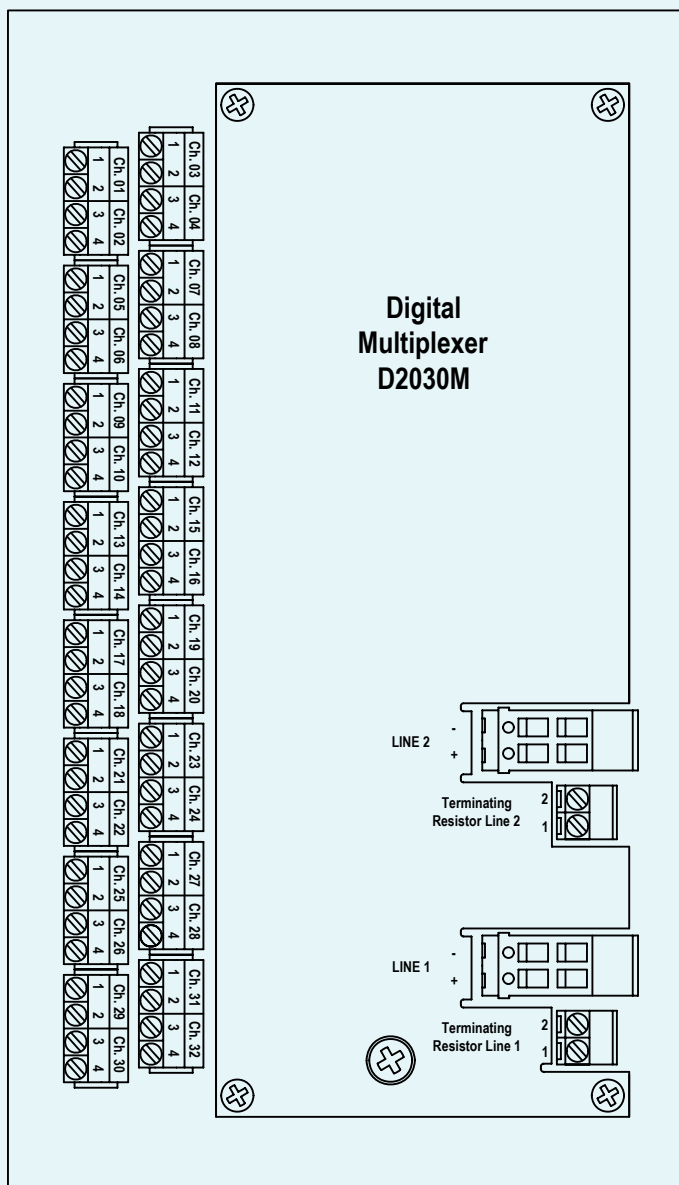 Ch. 01
1
2
Ch. 02
3
4
Ch. 05
1
2
Ch. 06
3
4
Ch. 09
1
2
Ch. 10
3
4
Ch. 13
1
2
Ch. 14
3
4
Ch. 17
1
2
Ch. 18
3
4
Ch. 21
1
2
Ch. 22
3
4
Ch. 25
1
2
Ch. 26
3
4
Ch. 29
1
2
Ch. 30
3
4
Ch. 03
1
2
Ch. 04
3
4
Ch. 07
1
2
Ch. 08
3
4
Ch. 11
1
2
Ch. 12
3
4
Ch. 15
1
2
Ch. 16
3
4
Ch. 19
1
2
Ch. 20
3
4
Ch. 23
1
2
Ch. 24
3
4
Ch. 27
1
2
Ch. 28
3
4
Ch. 31
1
2
Ch. 32
3
4
Digital
Multiplexer
D2030M
LINE 2
-
+
Terminating
Resistor Line 2
2
1
LINE 1
-
+
Terminating
Resistor Line 1
2
1